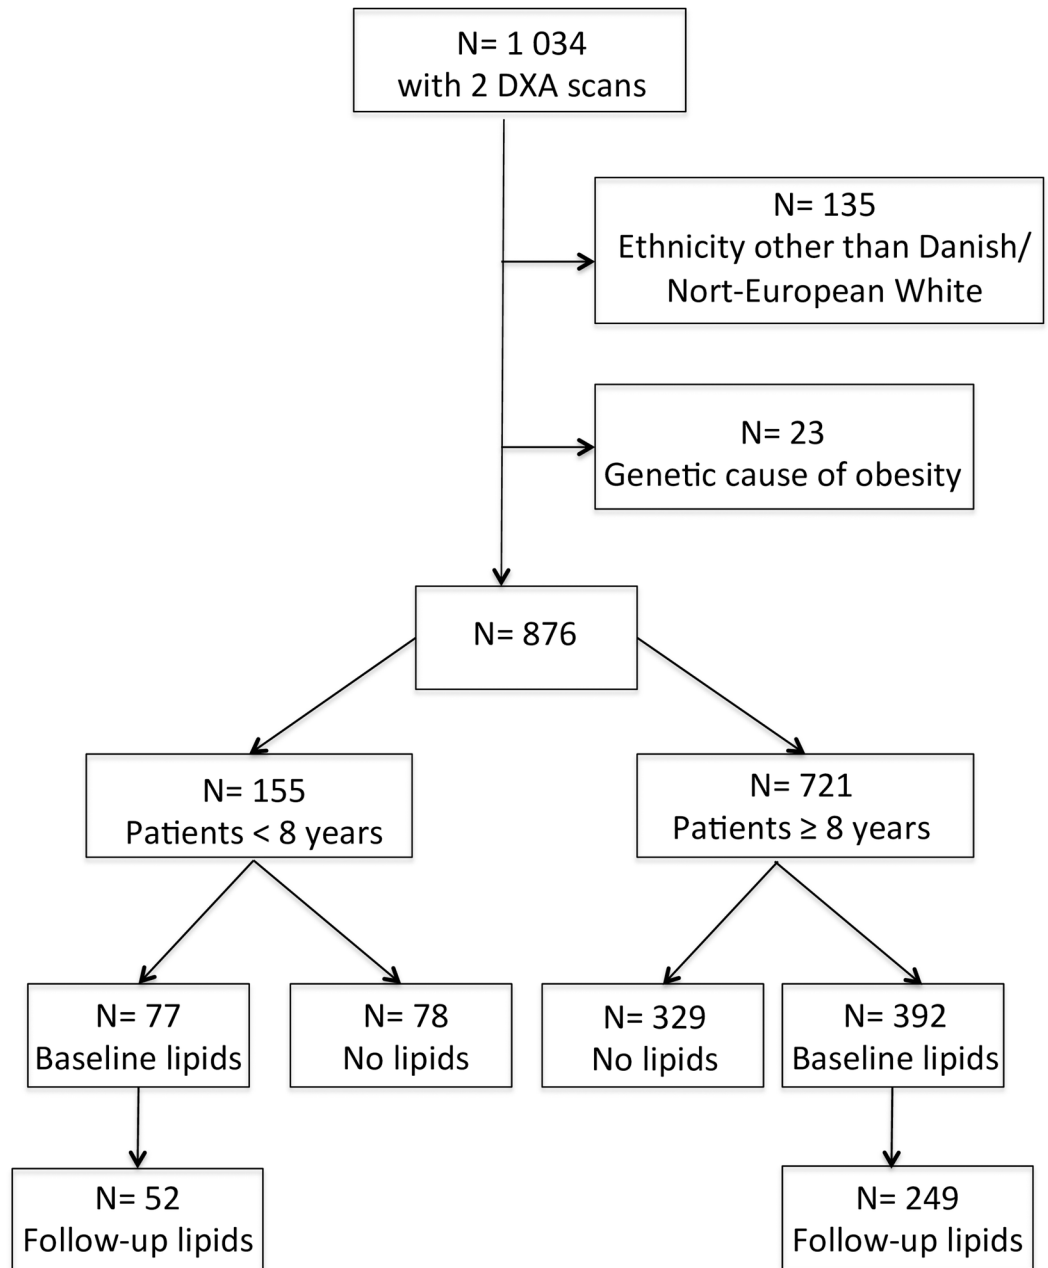 N= 1 034
with 2 DXA scans
N= 135
Ethnicity other than Danish/
Nort-European White
N= 23
Genetic cause of obesity
N= 876
N= 155
Patients < 8 years
N= 721
Patients ≥ 8 years
N= 77
Baseline lipids
N= 78
No lipids
N= 329
No lipids
N= 392
Baseline lipids
N= 52
Follow-up lipids
N= 249
Follow-up lipids